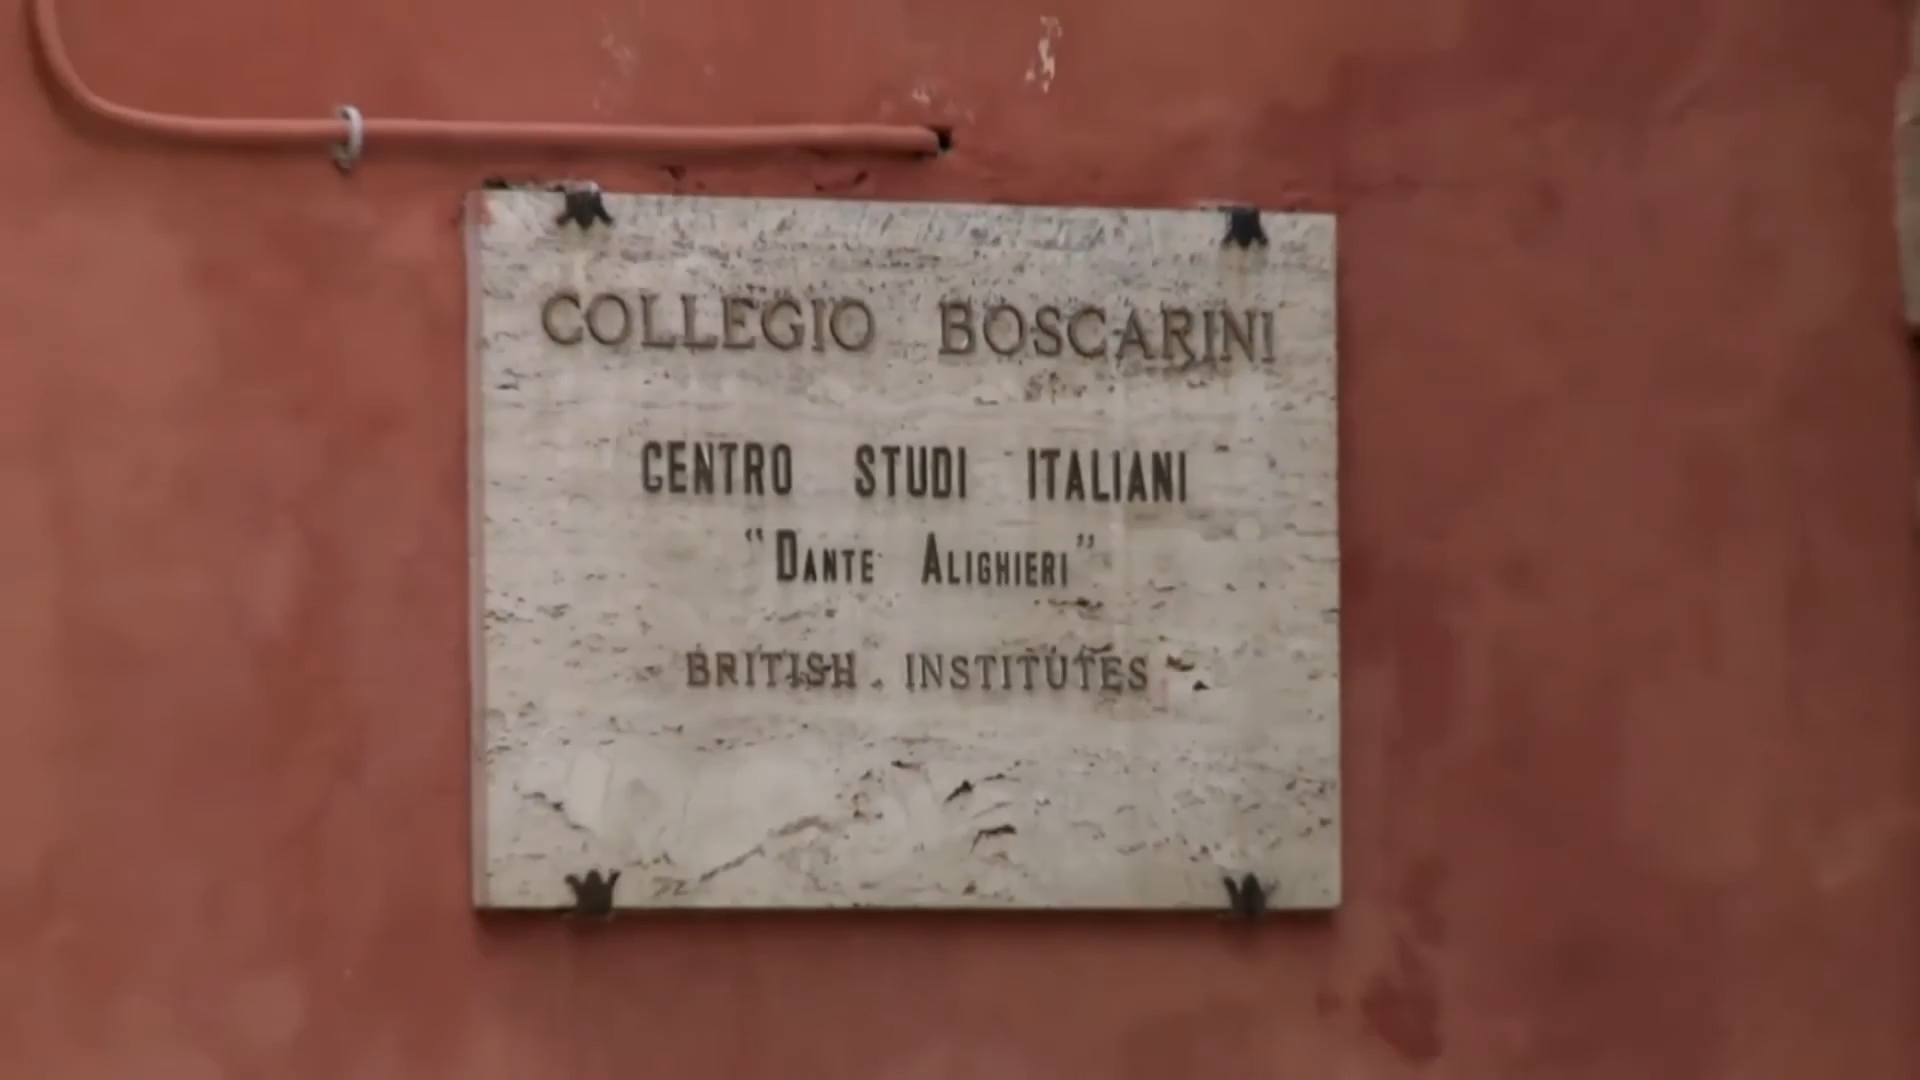 COLLEGIO BOSCARINI
CENTRO STUDI ITALIANI
"DANTE ALIGHIERI"
BRITISH INSTITUTES